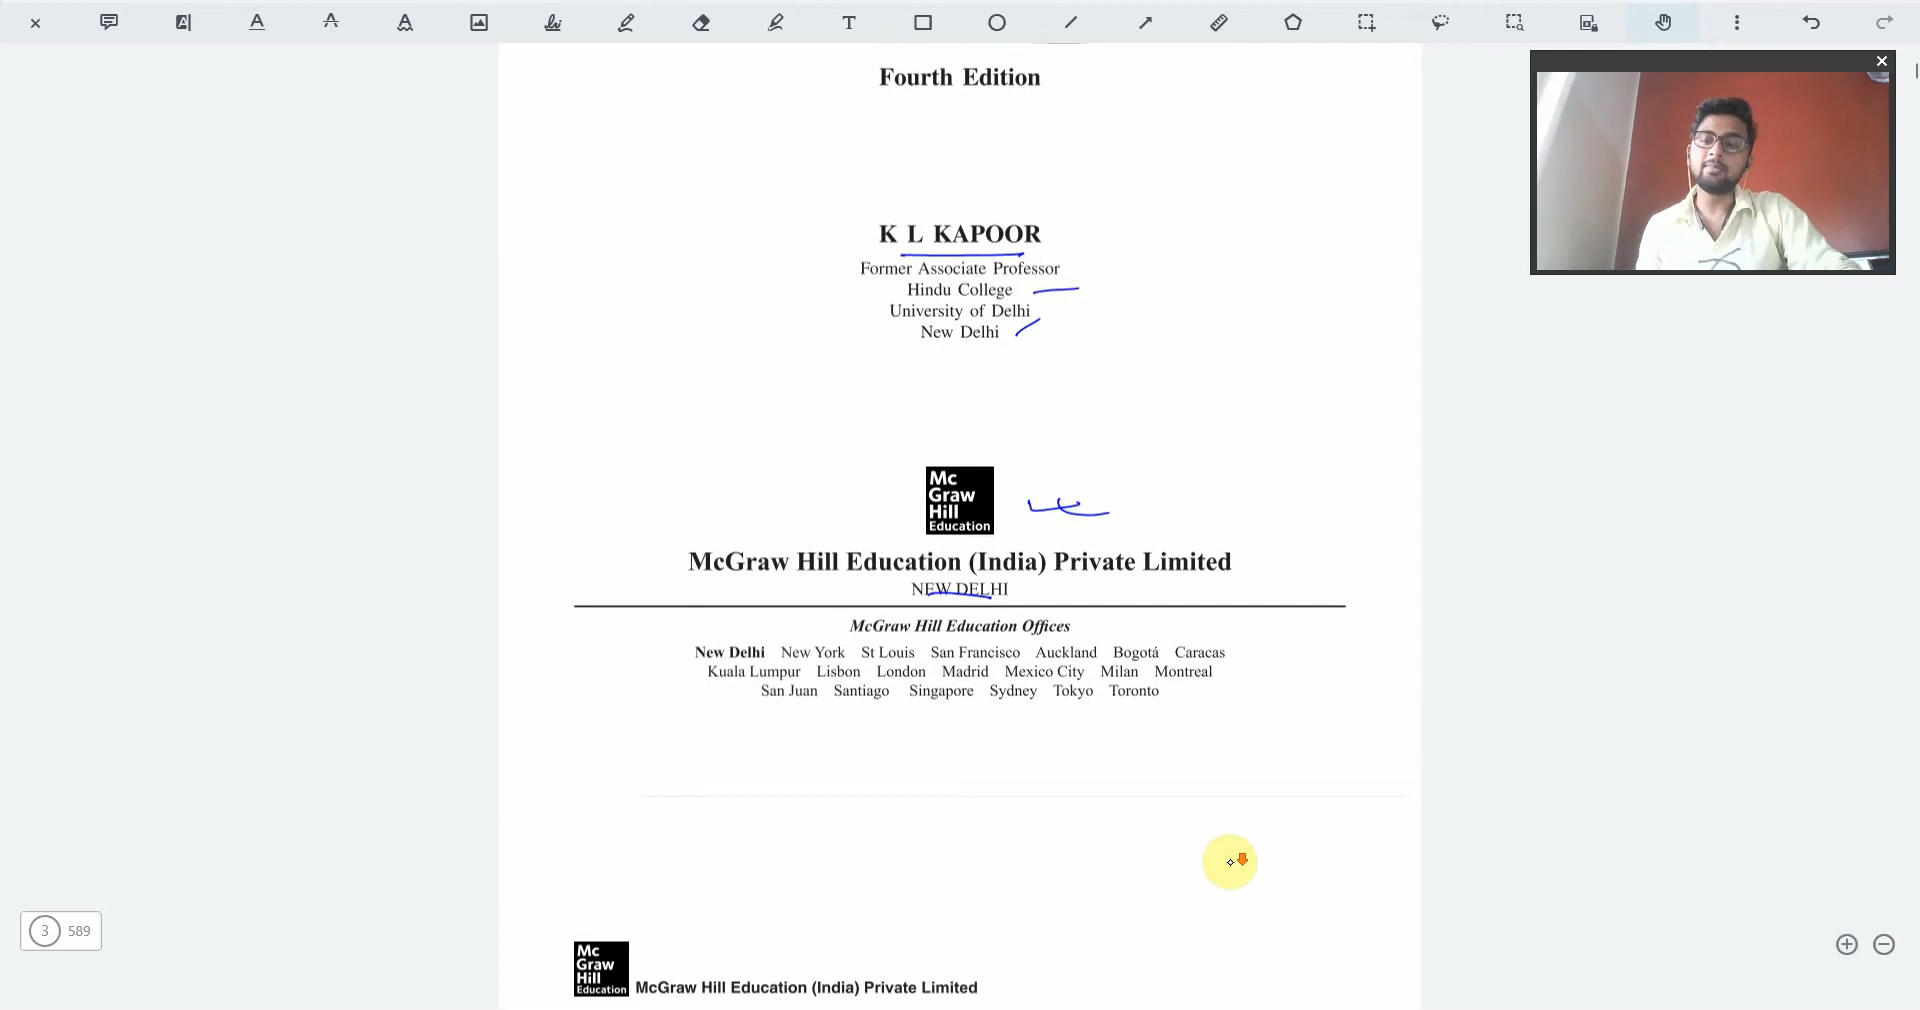 Fourth Edition
K L KAPOOR
Former Associate Professor
Hindu College
University of Delhi
New Delhi
Mc
Graw
Hill
Education
McGraw Hill Education (India) Private Limited
NEW DELHI
McGraw Hill Education Offices
New Delhi New York St Louis San Francisco Auckland Bogotá Caracas
Kuala Lumpur Lisbon London Madrid Mexico City Milan Montreal
San Juan Santiago Singapore Sydney Tokyo Toronto
3 589
Mc
Graw
Hill
Education
McGraw Hill Education (India) Private Limited